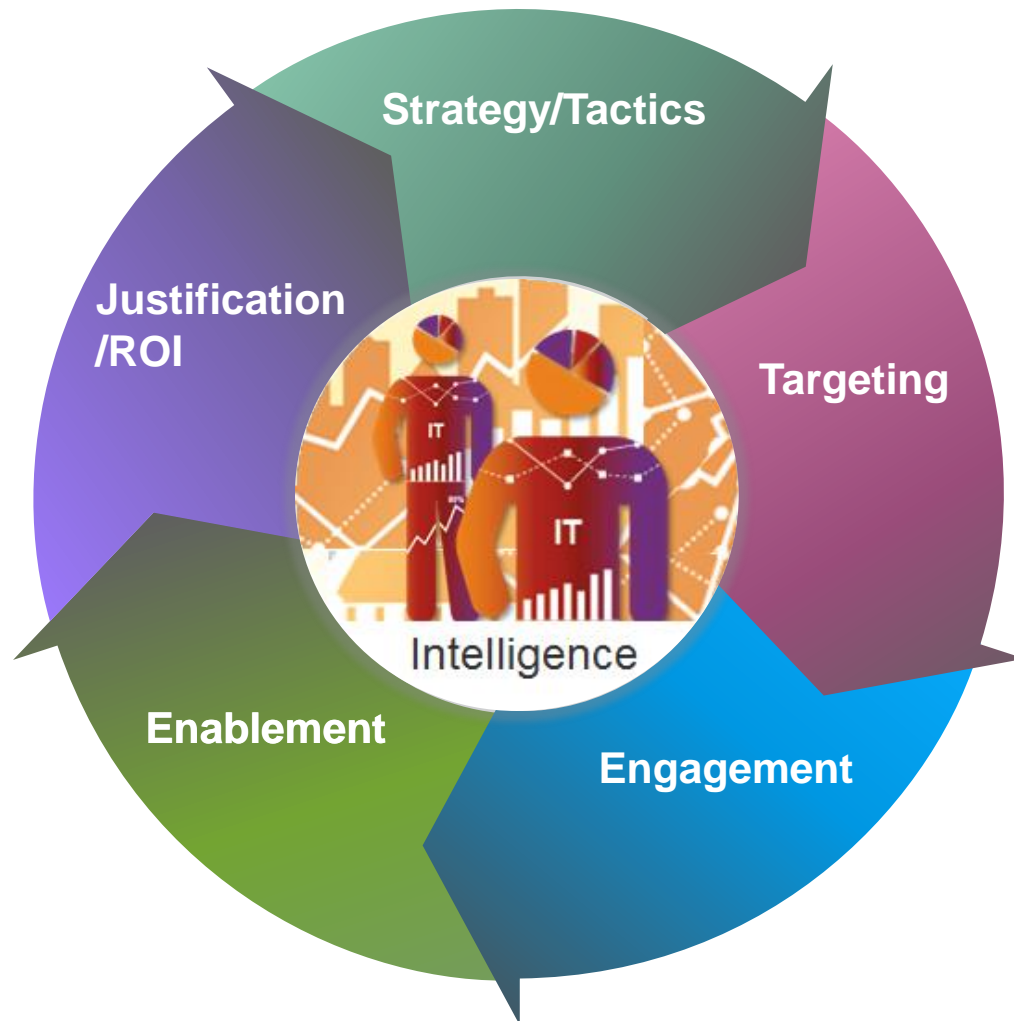 Strategy/Tactics
Targeting
Engagement
Enablement
Justification
/ROI
IT
IT
Intelligence